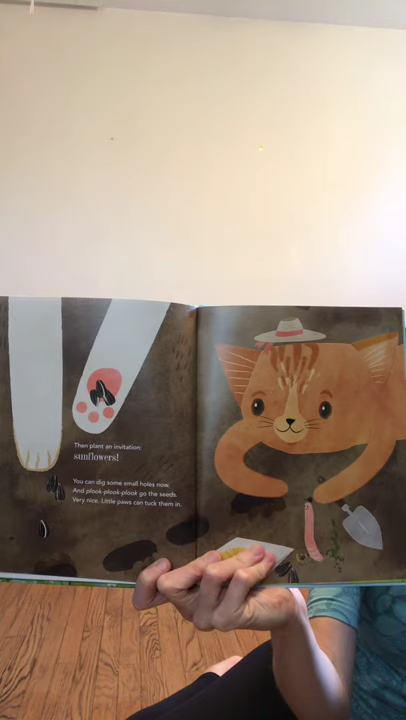 Then plant an invitation:
sunflowers!
You can dig some small holes now.
And plook-plook-plook go the seeds.
Very nice. Little paws can tuck them in.